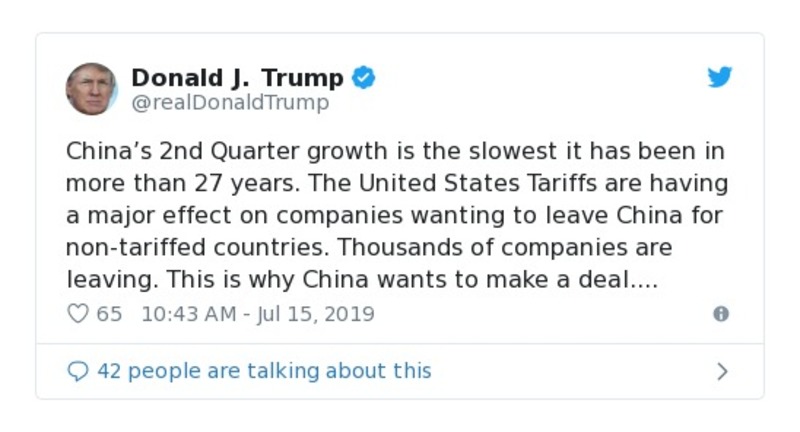 Donald J. Trump
@realDonaldTrump
China’s 2nd Quarter growth is the slowest it has been in
more than 27 years. The United States Tariffs are having
a major effect on companies wanting to leave China for
non-tariffed countries. Thousands of companies are
leaving. This is why China wants to make a deal....
65 10:43 AM - Jul 15, 2019
42 people are talking about this